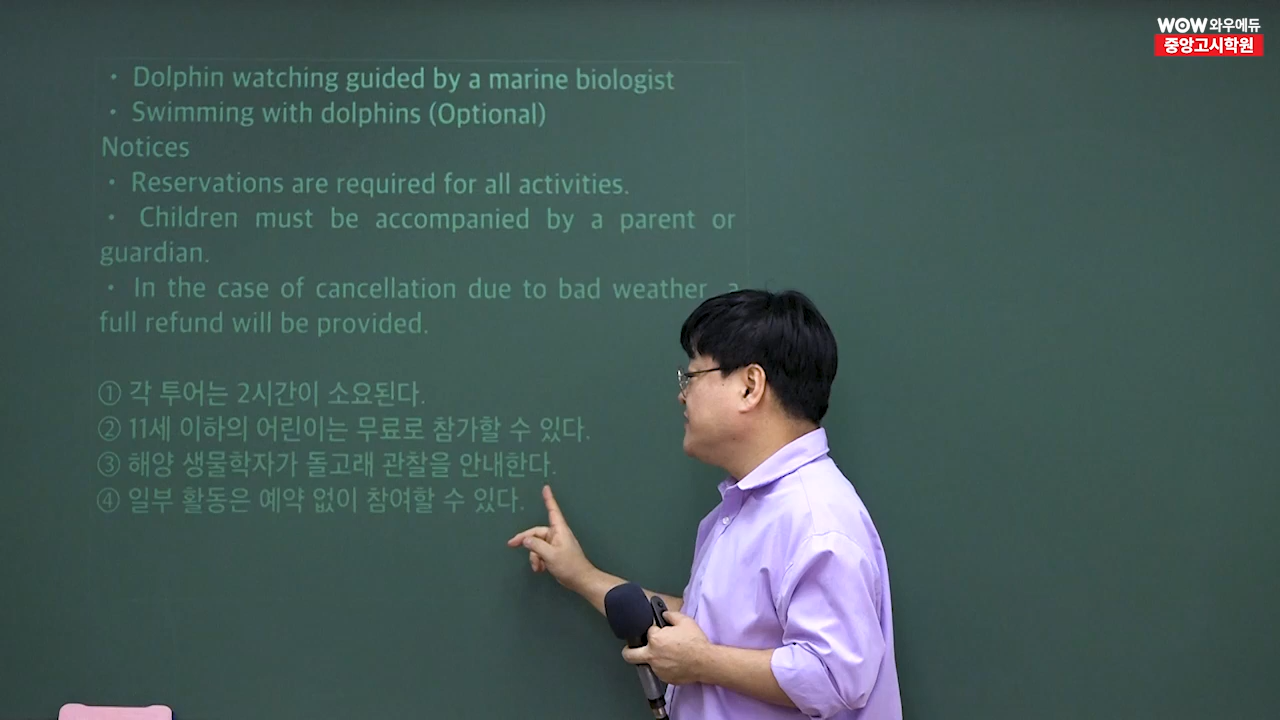 WOW와우에듀
중앙고시학원
• Dolphin watching guided by a marine biologist
• Swimming with dolphins (Optional)
Notices
• Reservations are required for all activities.
• Children must be accompanied by a parent or
guardian.
• In the case of cancellation due to bad weather, a
full refund will be provided.
① 각 투어는 2시간이 소요된다.
② 11세 이하의 어린이는 무료로 참가할 수 있다.
③ 해양 생물학자가 돌고래 관찰을 안내한다.
④ 일부 활동은 예약 없이 참여할 수 있다.